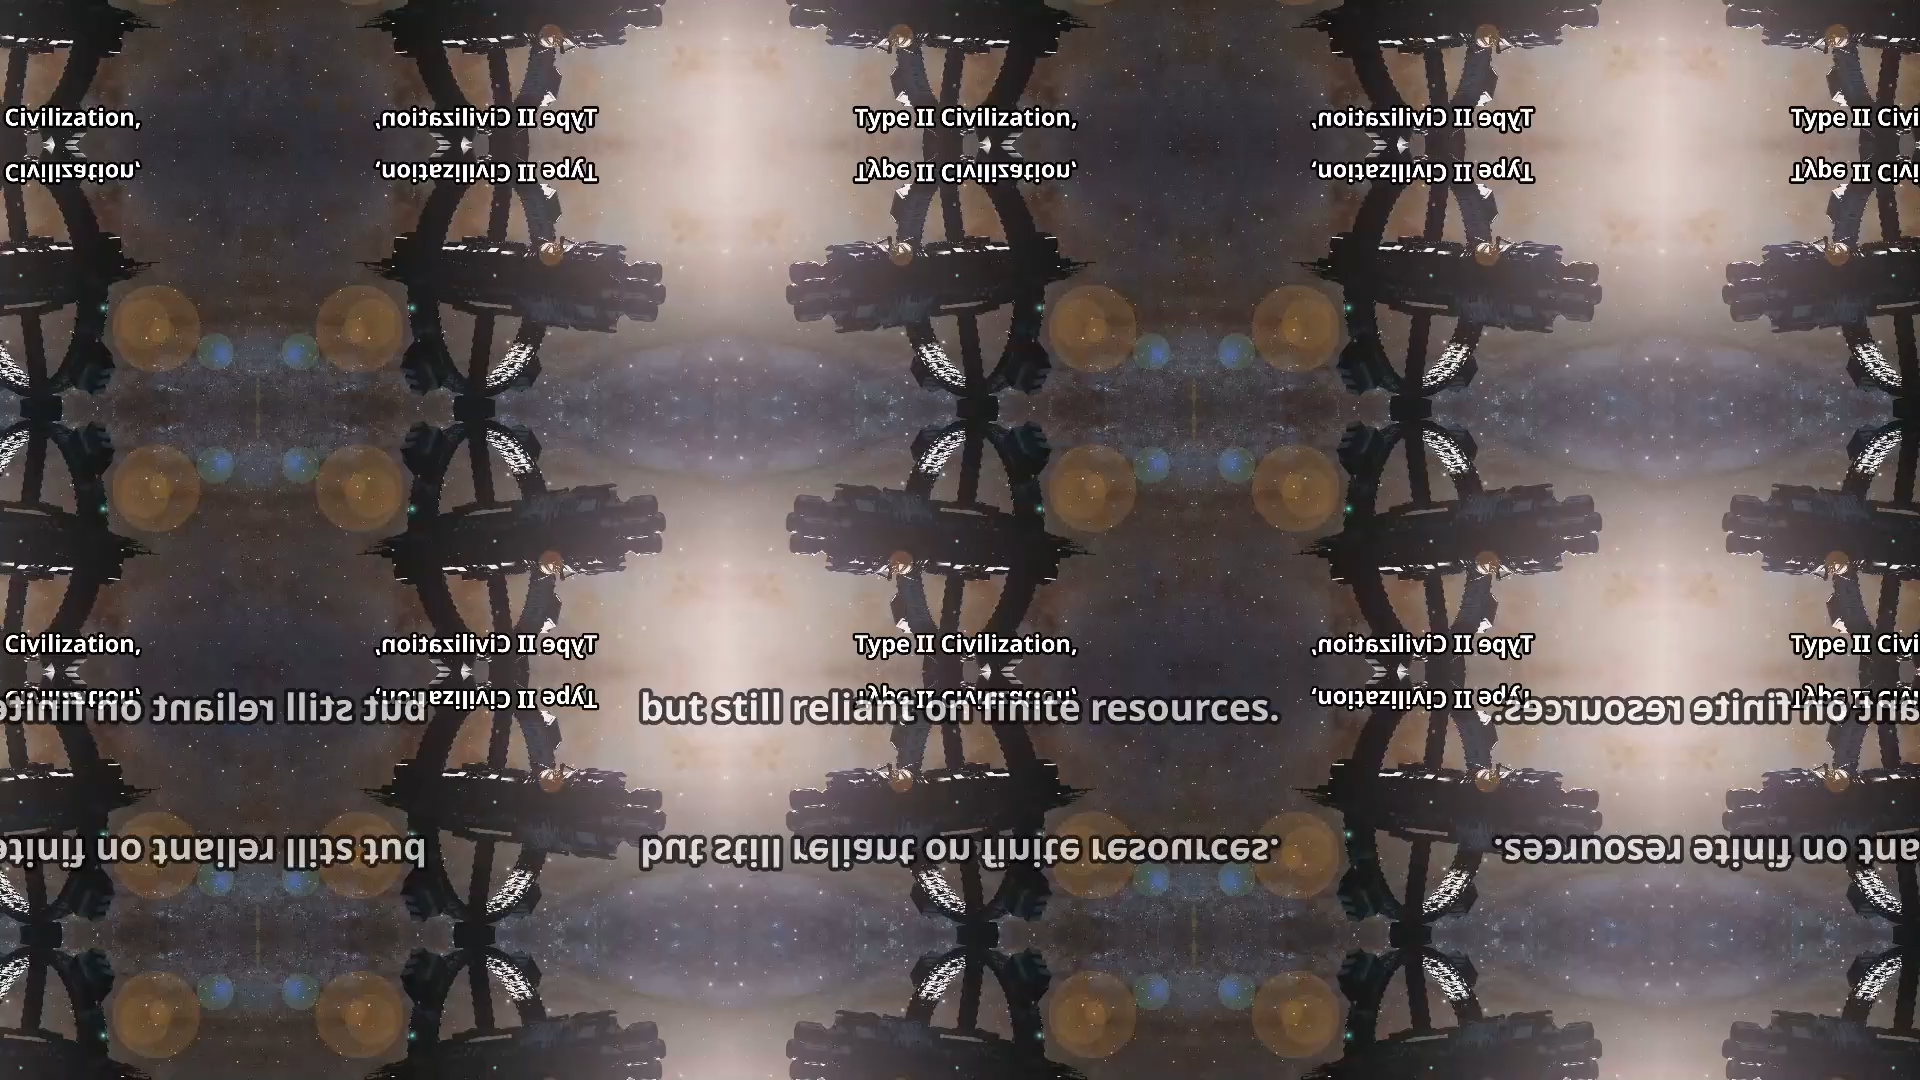 Type II Civilization,
but still reliant on finite resources.